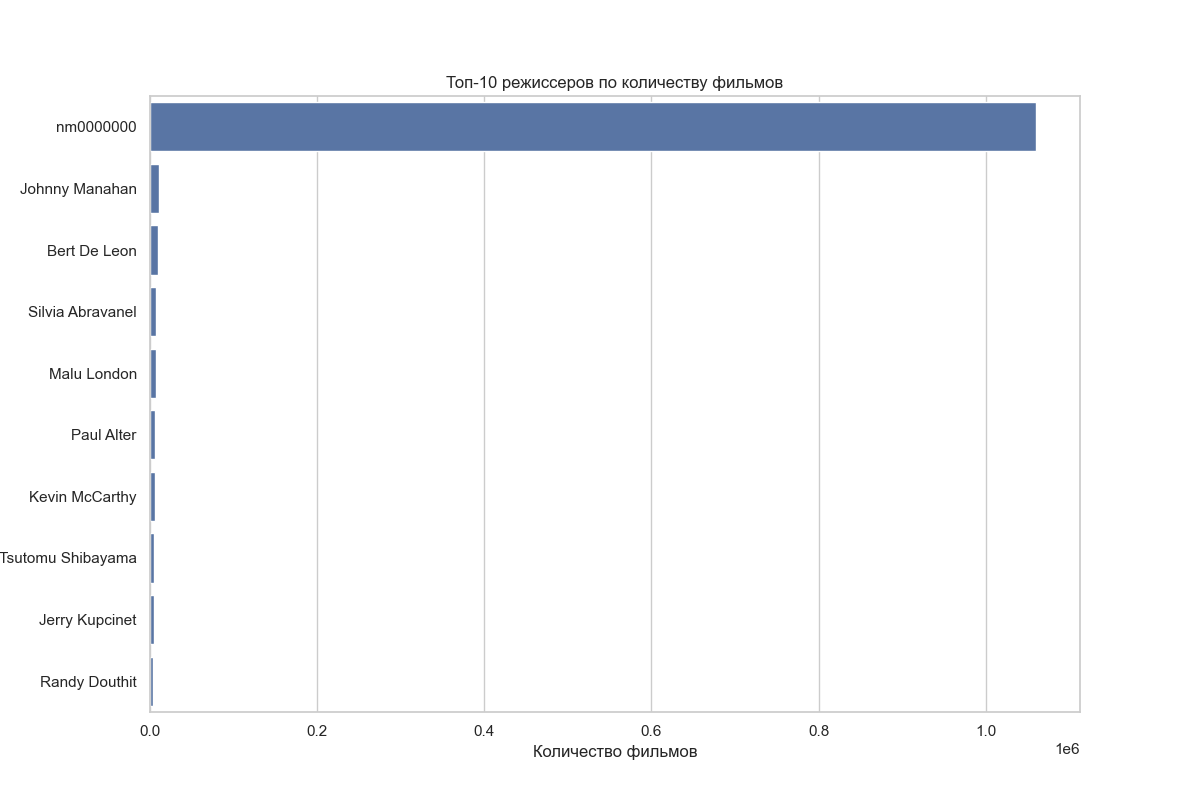 Топ-10 режиссеров по количеству фильмов
nm0000000
Johnny Manahan
Bert De Leon
Silvia Abravanel
Malu London
Paul Alter
Kevin McCarthy
Tsutomu Shibayama
Jerry Kupcinet
Randy Douthit
0.0 0.2 0.4 0.6 0.8 1.0
1e6
Количество фильмов